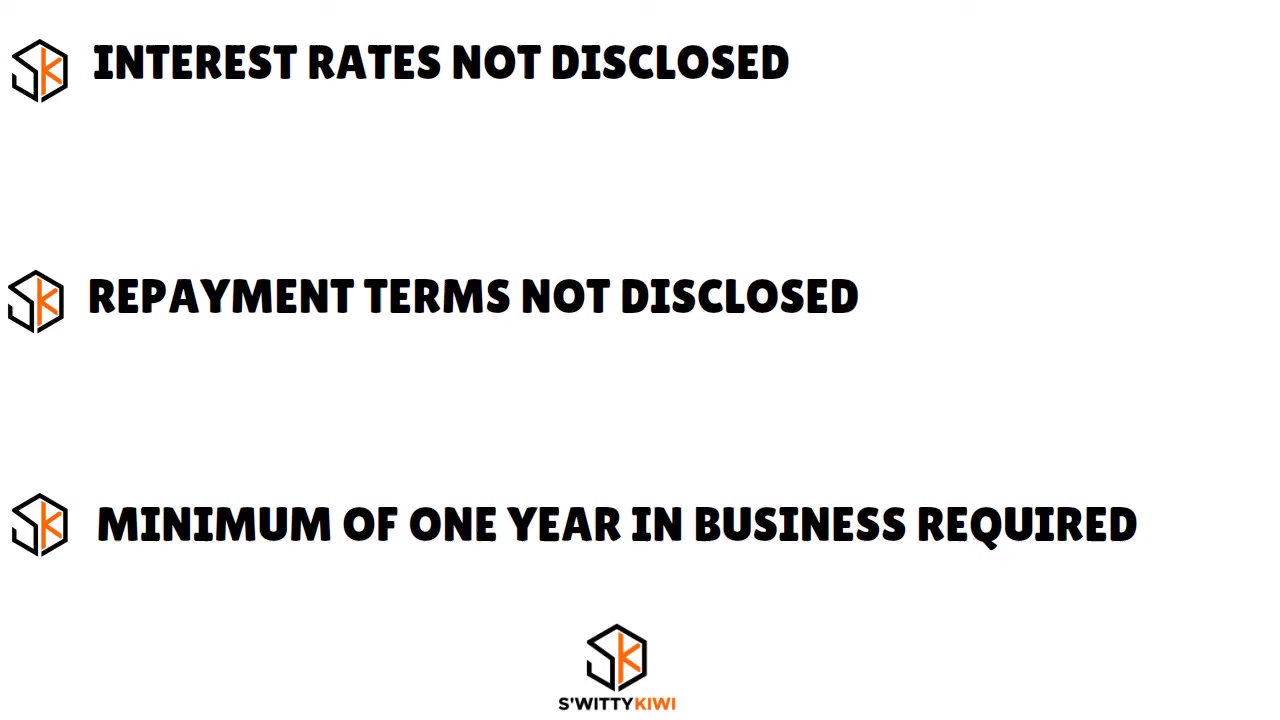 INTEREST RATES NOT DISCLOSED
REPAYMENT TERMS NOT DISCLOSED
MINIMUM OF ONE YEAR IN BUSINESS REQUIRED
S'WITTYKIWI